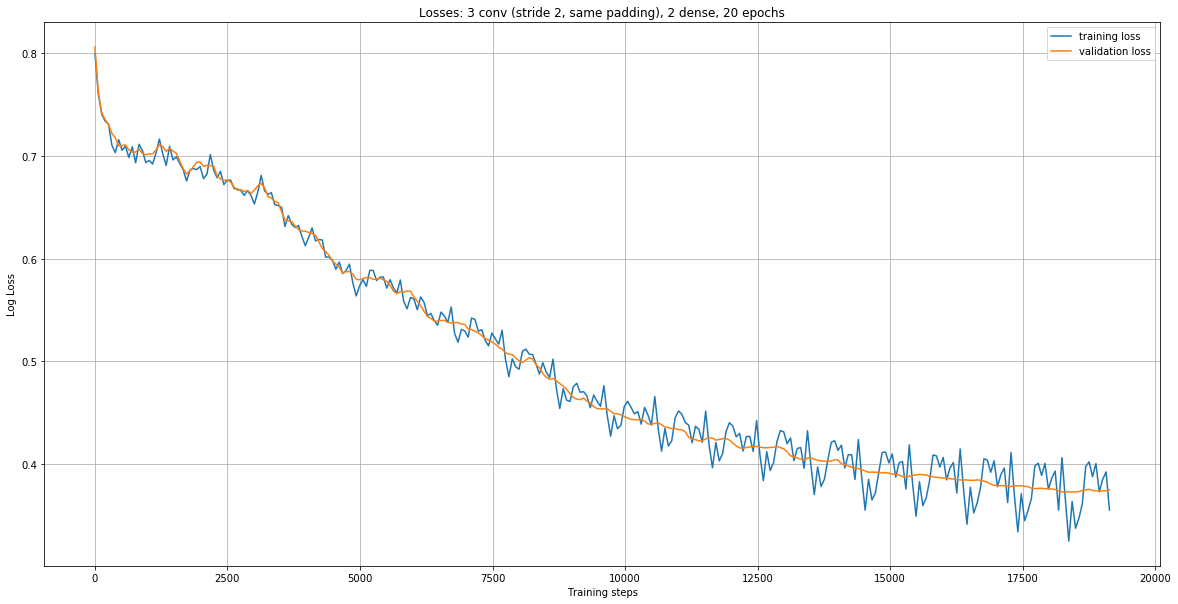 Losses: 3 conv (stride 2, same padding), 2 dense, 20 epochs
training loss
validation loss
0.8
0.7
0.6
0.5
0.4
Log Loss
0
2500
5000
7500
10000
12500
15000
17500
20000
Training steps